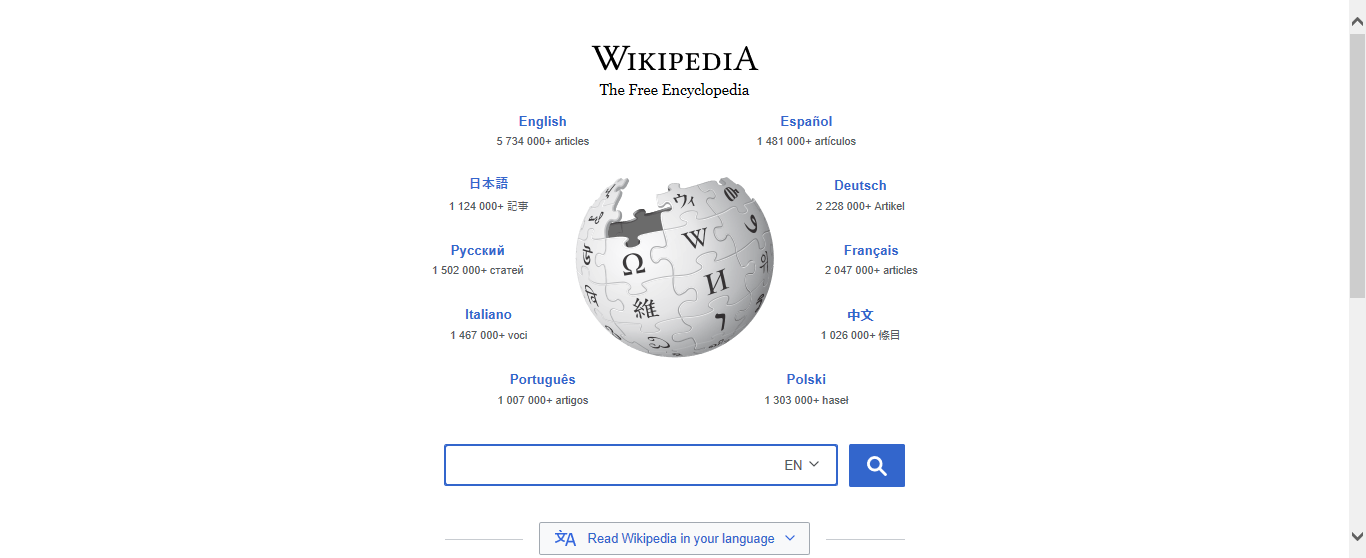 WIKIPEDIA
The Free Encyclopedia
English
5 734 000+ articles
Español
1 481 000+ artículos
日本語
1 124 000+ 記事
Deutsch
2 228 000+ Artikel
Русский
1 502 000+ статей
Français
2 047 000+ articles
Italiano
1 467 000+ voci
中文
1 026 000+ 條目
Português
1 007 000+ artigos
Polski
1 303 000+ haseł
ウィ
W
Ω
И
維
EN
Read Wikipedia in your language